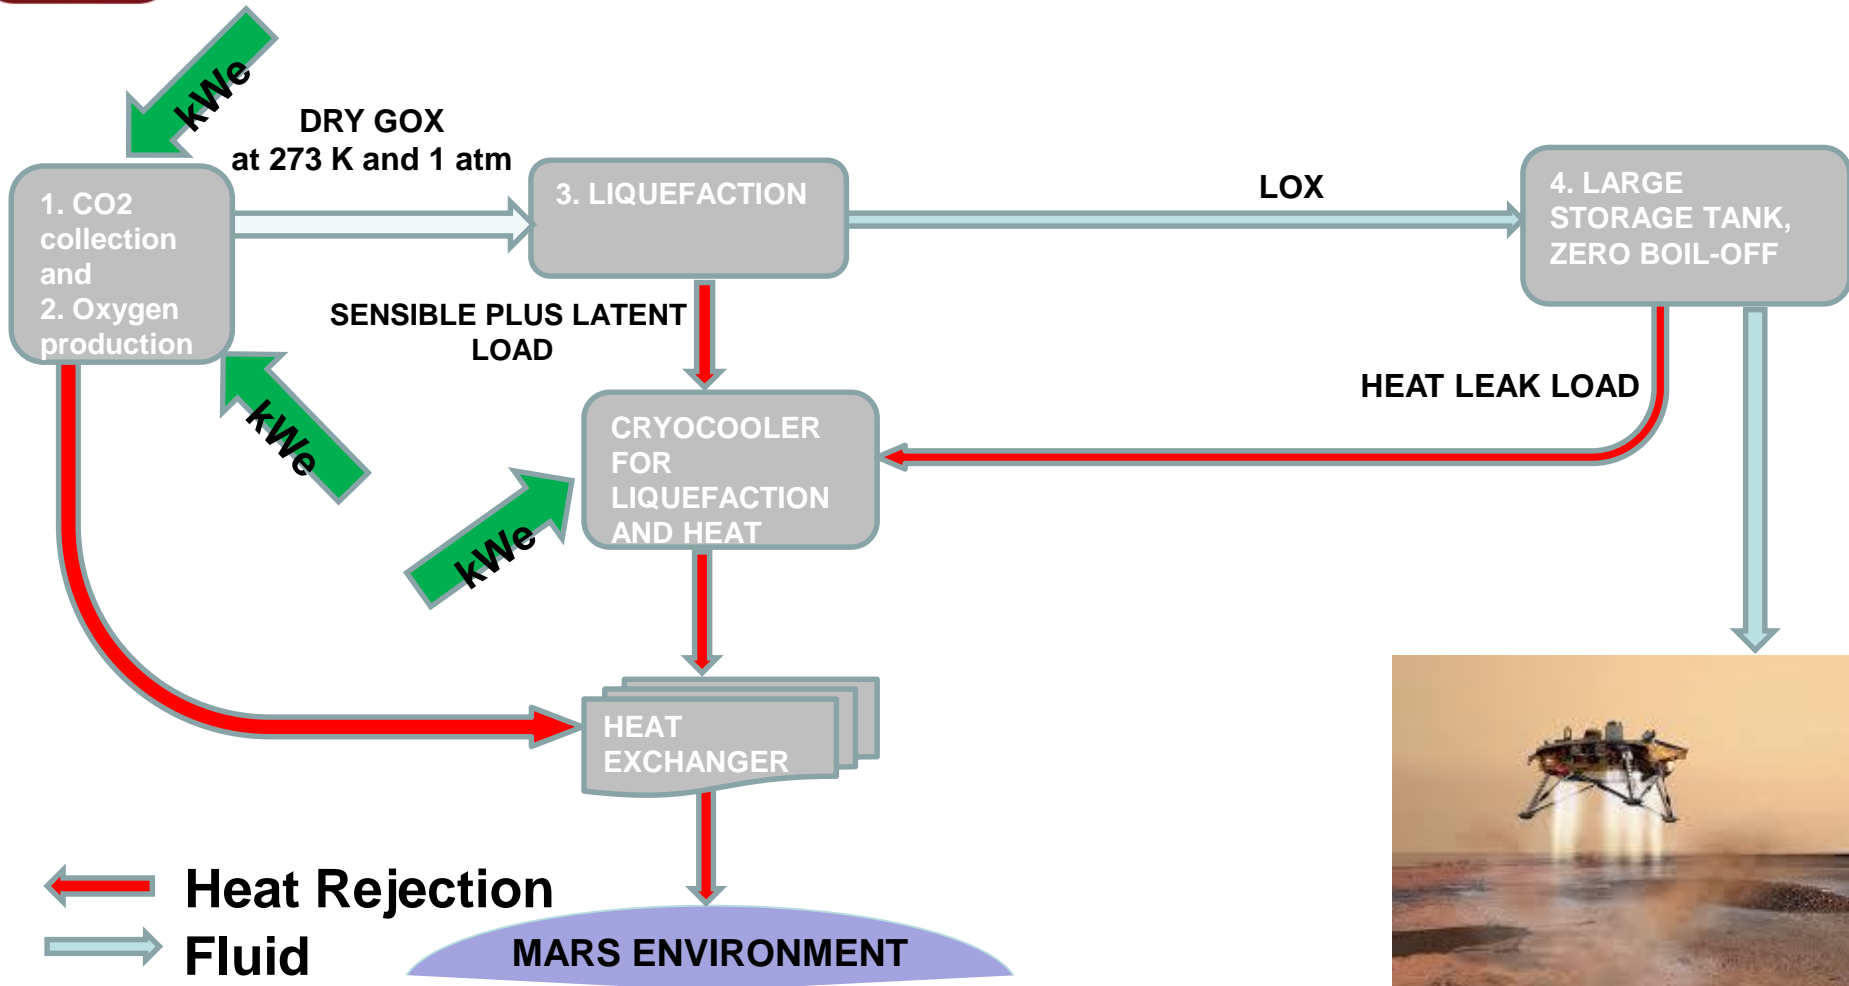 kWe
DRY GOX
at 273 K and 1 atm
1. CO2
collection
and
2. Oxygen
production
3. LIQUEFACTION
LOX
4. LARGE
STORAGE TANK,
ZERO BOIL-OFF
SENSIBLE PLUS LATENT
LOAD
HEAT LEAK LOAD
kWe
CRYOCOOLER
FOR
LIQUEFACTION
AND HEAT
kWe
HEAT
EXCHANGER
Heat Rejection
Fluid
MARS ENVIRONMENT